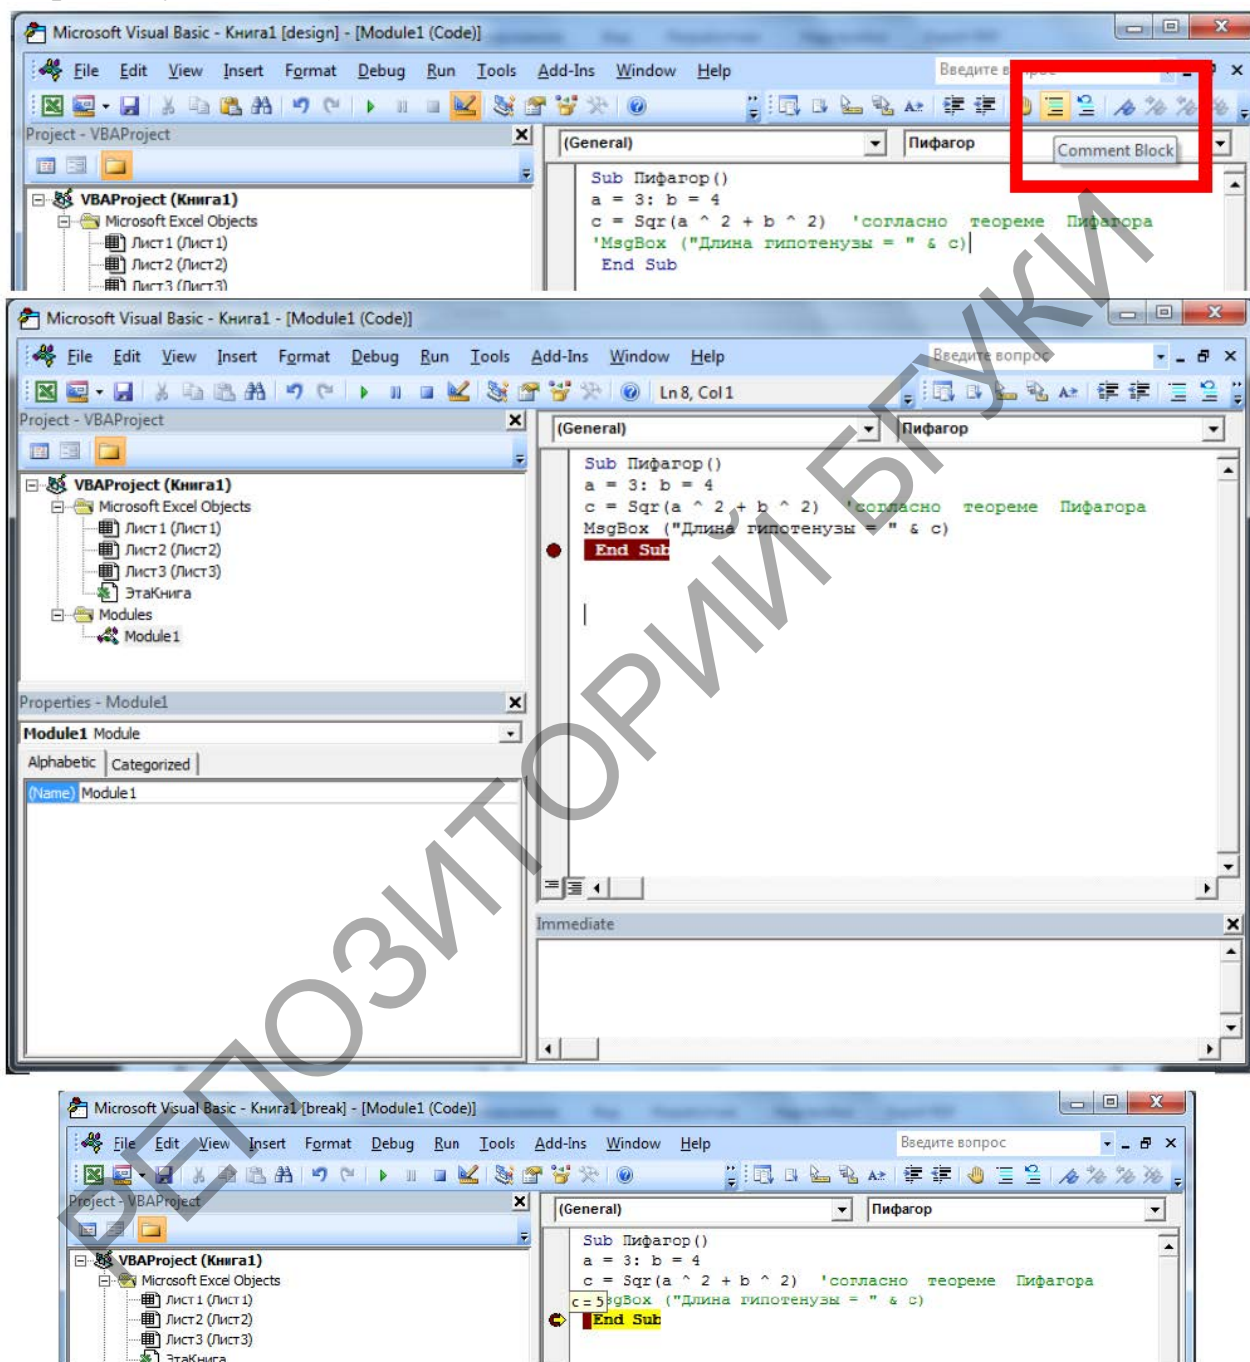 Microsoft Visual Basic - Книга1 [design] - [Module1 (Code)]
File Edit View Insert Format Debug Run Tools Add-Ins Window Help
Введите в
Project - VBAProject
(General)
Пифагор
Comment Block
VBAProject (Книга1)
Microsoft Excel Objects
Лист1 (Лист1)
Лист2 (Лист2)
Лист3 (Лист3)
Sub Пифагор()
a = 3: b = 4
c = Sqr(a ^ 2 + b ^ 2) 'согласно теореме Пифагора
'MsgBox ("Длина гипотенузы = " & c)
End Sub
Microsoft Visual Basic - Книга1 - [Module1 (Code)]
File Edit View Insert Format Debug Run Tools Add-Ins Window Help
Введите вопрос
Ln 8, Col 1
Project - VBAProject
(General)
Пифагор
VBAProject (Книга1)
Microsoft Excel Objects
Лист1 (Лист1)
Лист2 (Лист2)
Лист3 (Лист3)
ЭтаКнига
Modules
Module1
Sub Пифагор()
a = 3: b = 4
c = Sqr(a ^ 2 + b ^ 2) 'согласно теореме Пифагора
MsgBox ("Длина гипотенузы = " & c)
End Sub
Properties - Module1
Module1 Module
Alphabetic Categorized
(Name) Module1
Immediate
Microsoft Visual Basic - Книга1 [break] - [Module1 (Code)]
File Edit View Insert Format Debug Run Tools Add-Ins Window Help
Введите вопрос
Project - VBAProject
(General)
Пифагор
VBAProject (Книга1)
Microsoft Excel Objects
Лист1 (Лист1)
Лист2 (Лист2)
Лист3 (Лист3)
ЭтаКнига
Sub Пифагор()
a = 3: b = 4
c = Sqr(a ^ 2 + b ^ 2) 'согласно теореме Пифагора
c = 5 gBox ("Длина гипотенузы = " & c)
End Sub
РЕПОЗИТОРИЙ БГУКИ